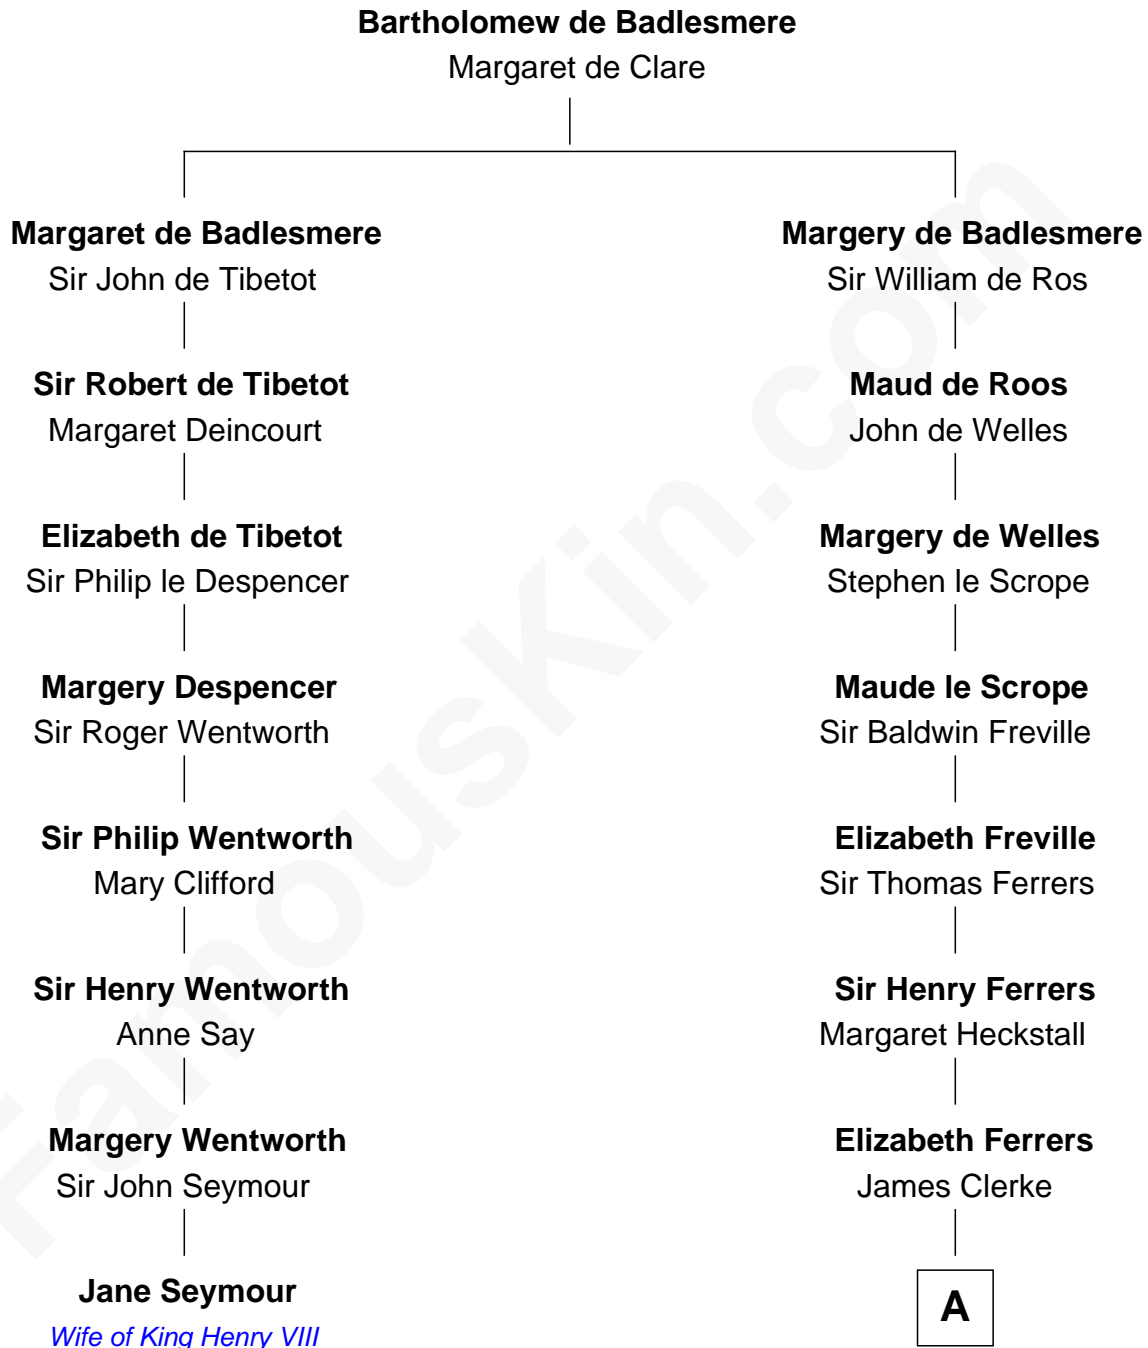 Bartholomew de Badlesmere
Margaret de Clare
Margaret de Badlesmere
Sir John de Tibetot
Margery de Badlesmere
Sir William de Ros
Sir Robert de Tibetot
Margaret Deincourt
Maud de Roos
John de Welles
Elizabeth de Tibetot
Sir Philip le Despencer
Margery de Welles
Stephen le Scrope
Margery Despencer
Sir Roger Wentworth
Maude le Scrope
Sir Baldwin Freville
Sir Philip Wentworth
Mary Clifford
Elizabeth Freville
Sir Thomas Ferrers
Sir Henry Wentworth
Anne Say
Sir Henry Ferrers
Margaret Heckstall
Margery Wentworth
Sir John Seymour
Elizabeth Ferrers
James Clerke
Jane Seymour
Wife of King Henry VIII
A
FamousKin.com